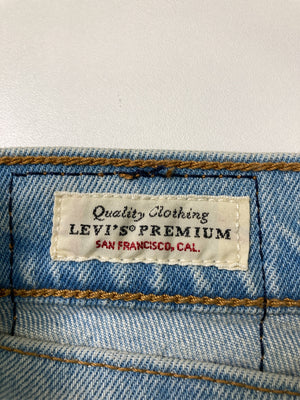 Quality Clothing
LEVI'S® PREMIUM
SAN FRANCISCO, CAL.